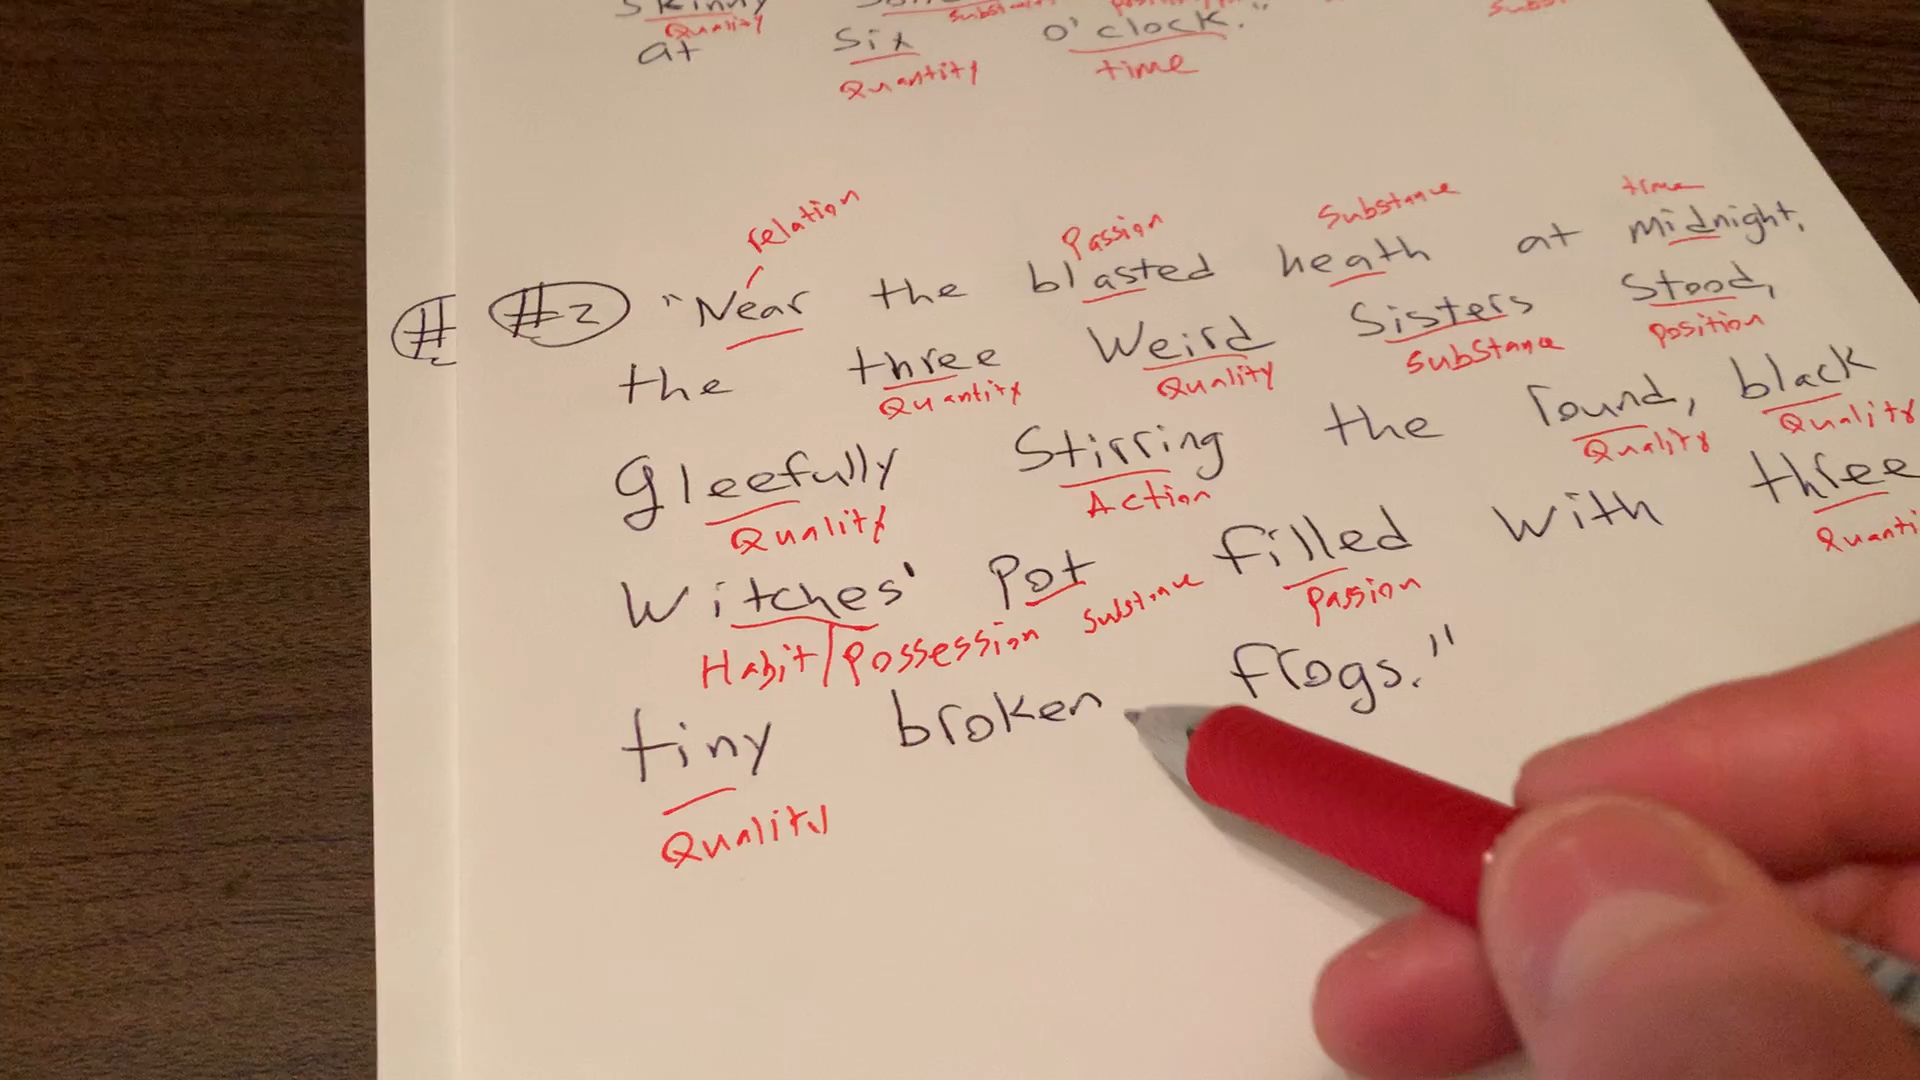 Skinny
Quality
at six o'clock."
Quantity time
relation Passion Substance time
# #2 "Near the blasted heath at midnight,
the three Weird Sisters stood,
Quantity Quality Substance Position
gleefully stirring the round, black
Quality Action Quality Quality
Witches' Pot filled with three
Habit/Possession Substance Passion Quanti
tiny broken frogs."
Quality